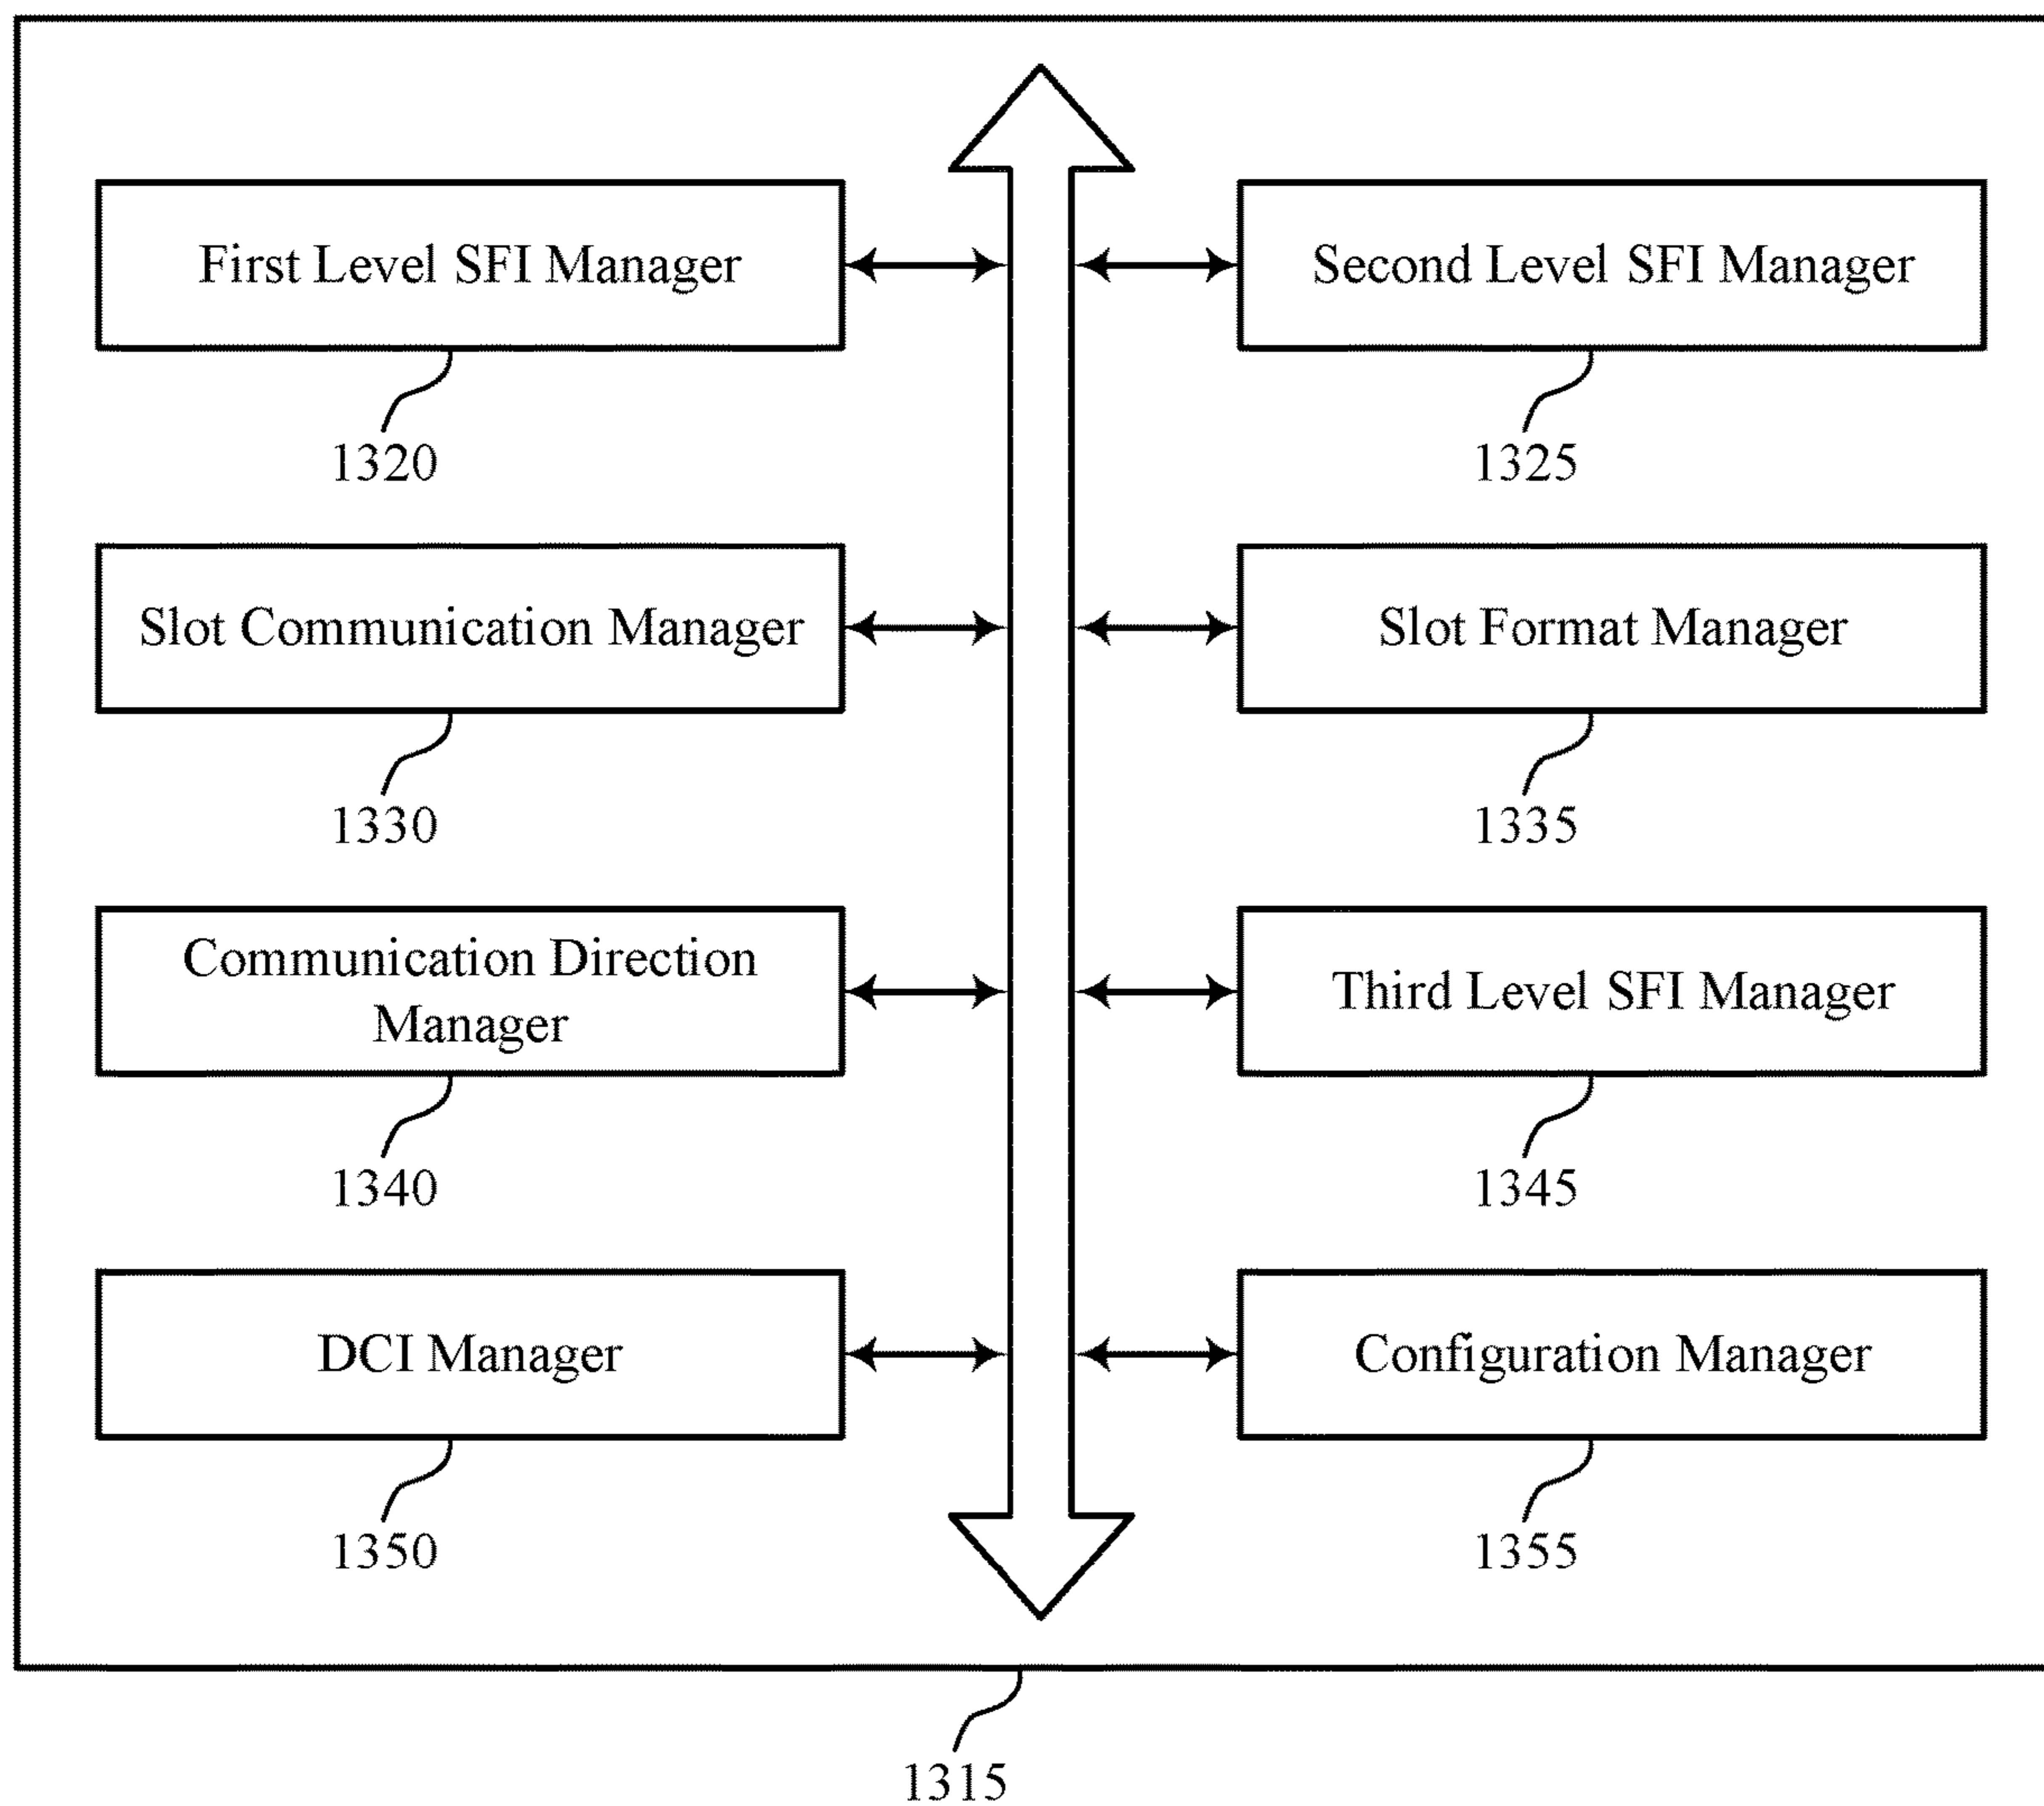 First Level SFI Manager
1320
Second Level SFI Manager
1325
Slot Communication Manager
1330
Slot Format Manager
1335
Communication Direction
Manager
1340
Third Level SFI Manager
1345
DCI Manager
1350
Configuration Manager
1355
1315